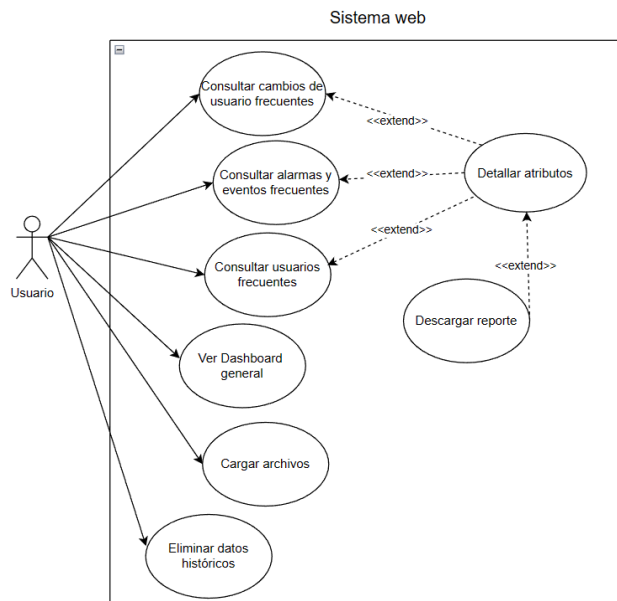 Sistema web
Consultar cambios de
usuario frecuentes
<<extend>>
Consultar alarmas y
eventos frecuentes
<<extend>>
Detallar atributos
<<extend>>
Consultar usuarios
frecuentes
<<extend>>
Usuario
Descargar reporte
Ver Dashboard
general
Cargar archivos
Eliminar datos
históricos